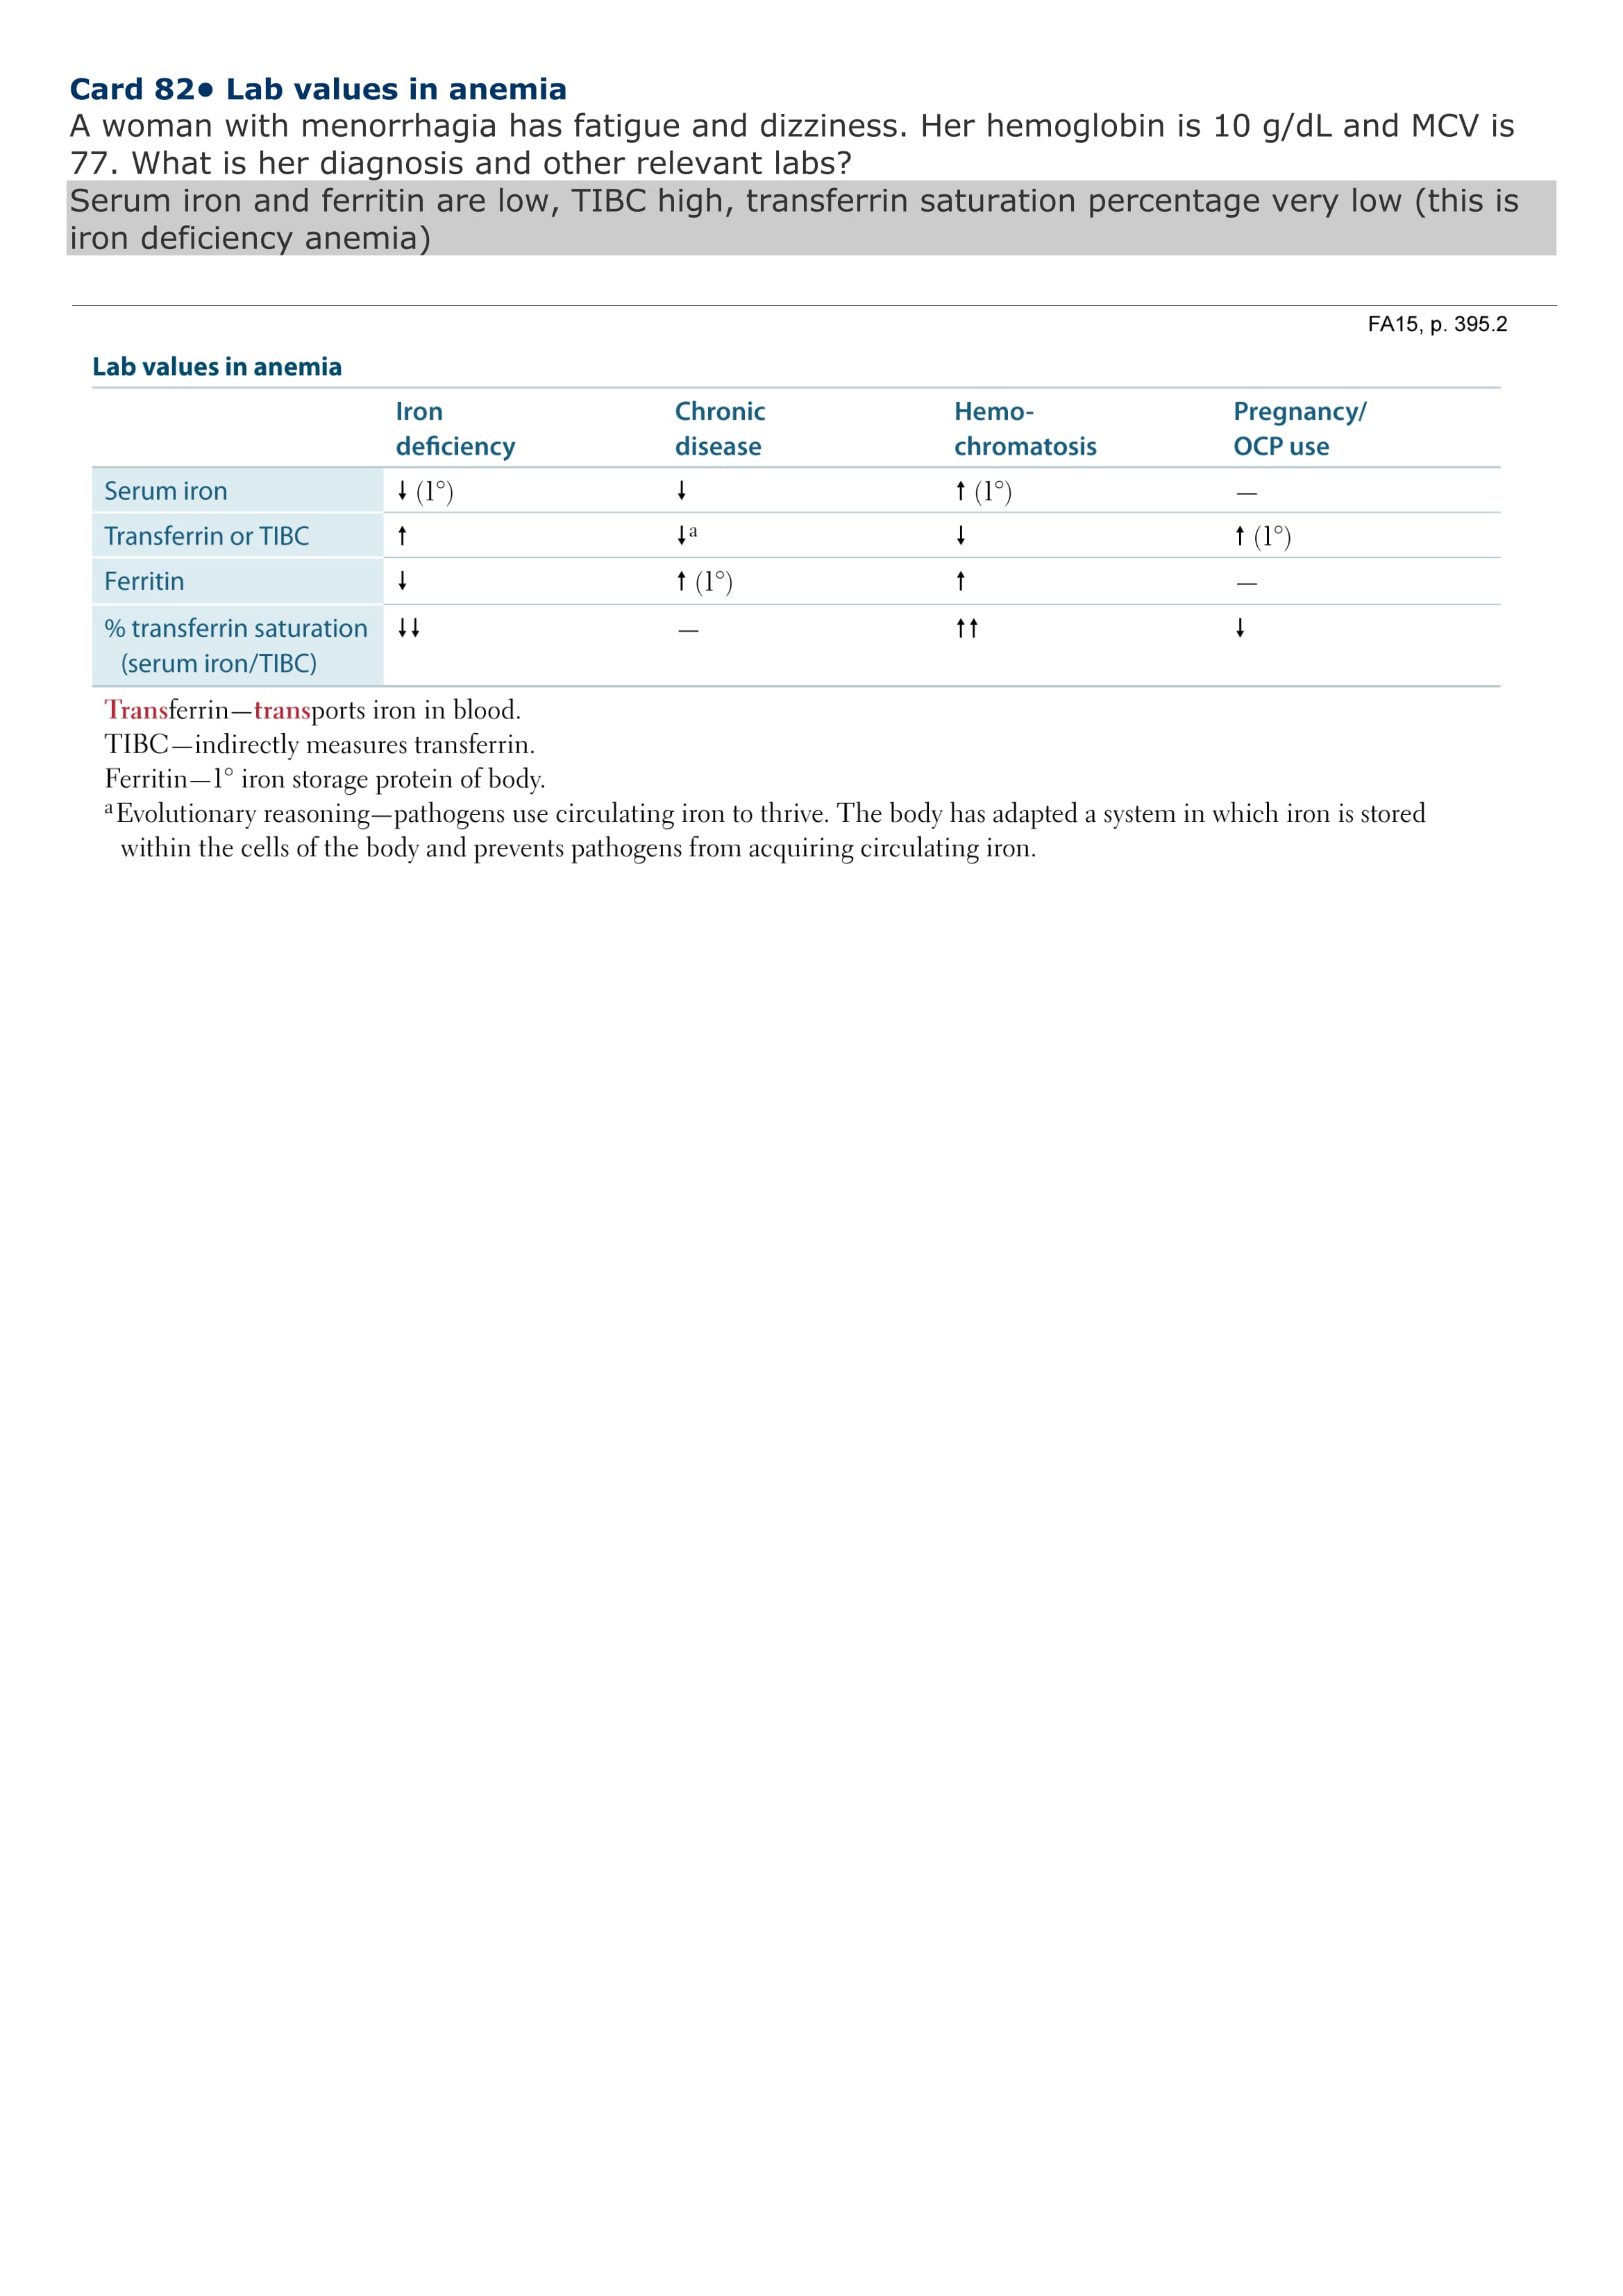 Card 82• Lab values in anemia
A woman with menorrhagia has fatigue and dizziness. Her hemoglobin is 10 g/dL and MCV is
77. What is her diagnosis and other relevant labs?
Serum iron and ferritin are low, TIBC high, transferrin saturation percentage very low (this is
iron deficiency anemia)
FA15, p. 395.2
Lab values in anemia
Iron deficiency Chronic disease Hemo-chromatosis Pregnancy/OCP use
Serum iron ↓ (1°) ↓ ↑ (1°) —
Transferrin or TIBC ↑ ↓a ↓ ↑ (1°)
Ferritin ↓ ↑ (1°) ↑ —
% transferrin saturation ↓↓ — ↑↑ ↓
(serum iron/TIBC)
Transferrin—transports iron in blood.
TIBC—indirectly measures transferrin.
Ferritin—1° iron storage protein of body.
a Evolutionary reasoning—pathogens use circulating iron to thrive. The body has adapted a system in which iron is stored
within the cells of the body and prevents pathogens from acquiring circulating iron.